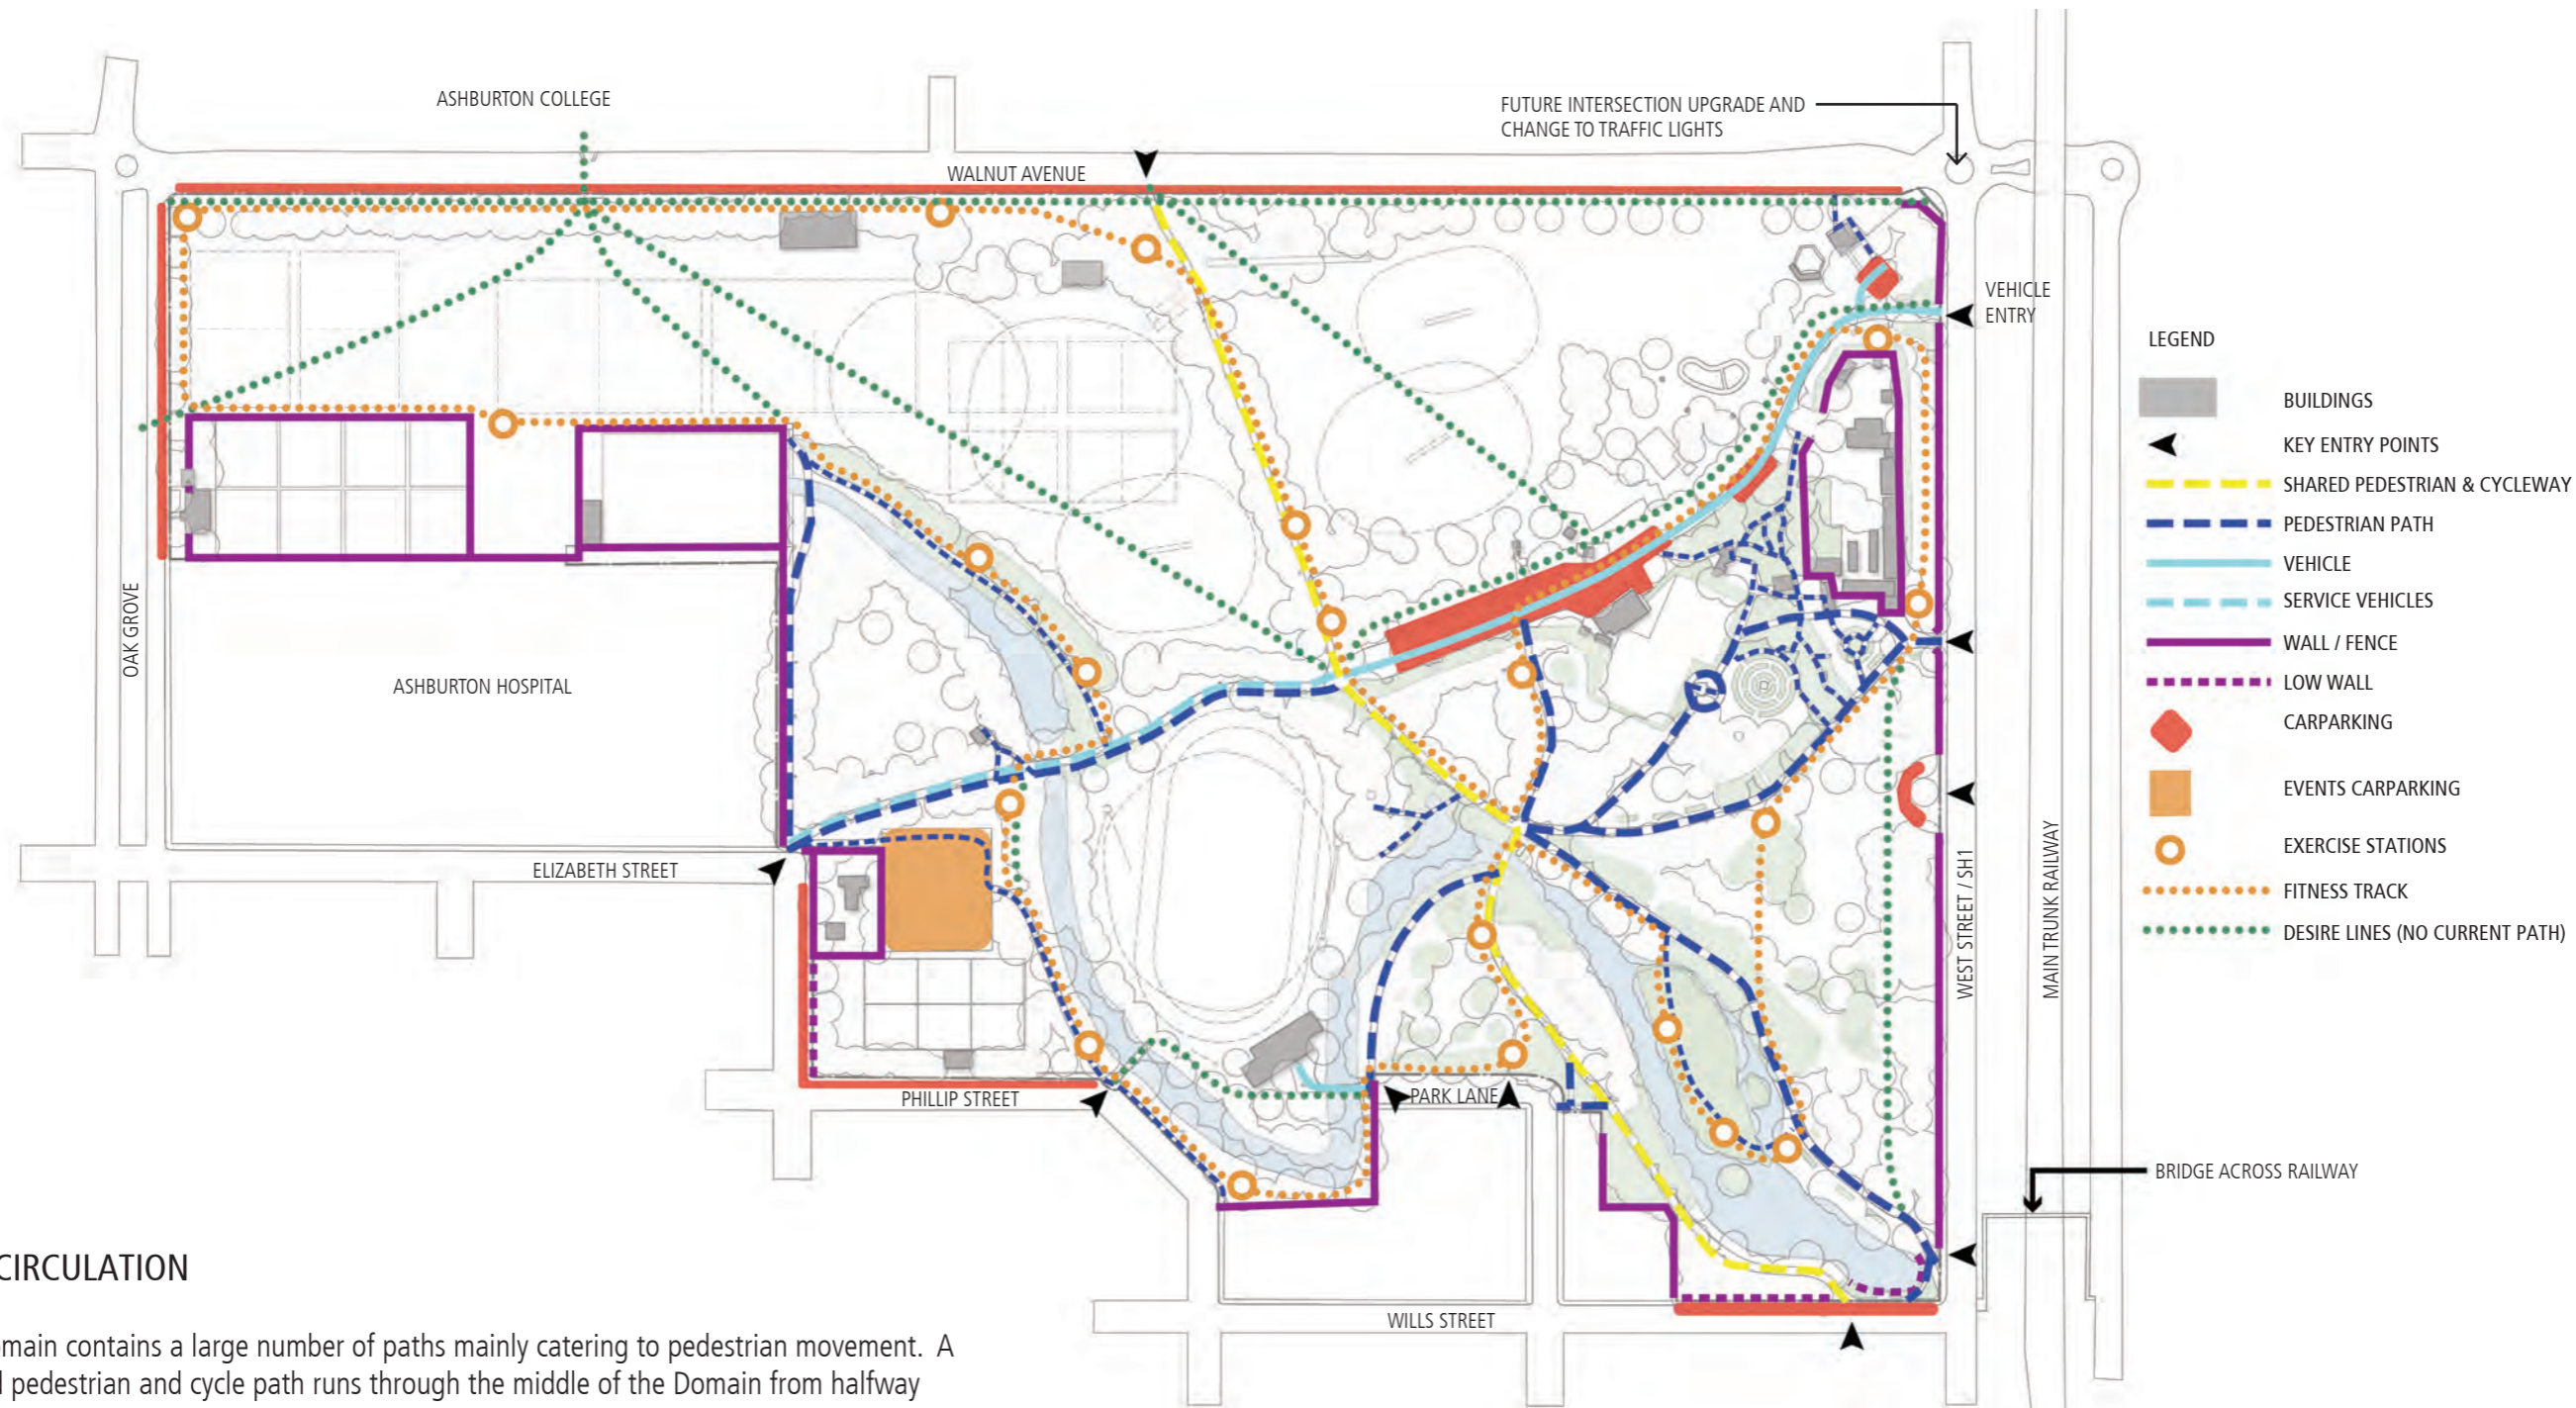 ASHBURTON COLLEGE
FUTURE INTERSECTION UPGRADE AND
CHANGE TO TRAFFIC LIGHTS
WALNUT AVENUE
VEHICLE
ENTRY
OAK GROVE
ASHBURTON HOSPITAL
ELIZABETH STREET
PHILLIP STREET
PARK LANE
WEST STREET / SH1
MAIN TRUNK RAILWAY
BRIDGE ACROSS RAILWAY
WILLS STREET
LEGEND
BUILDINGS
KEY ENTRY POINTS
SHARED PEDESTRIAN & CYCLEWAY
PEDESTRIAN PATH
VEHICLE
SERVICE VEHICLES
WALL / FENCE
LOW WALL
CARPARKING
EVENTS CARPARKING
EXERCISE STATIONS
FITNESS TRACK
DESIRE LINES (NO CURRENT PATH)
CIRCULATION
main contains a large number of paths mainly catering to pedestrian movement. A
pedestrian and cycle path runs through the middle of the Domain from halfway